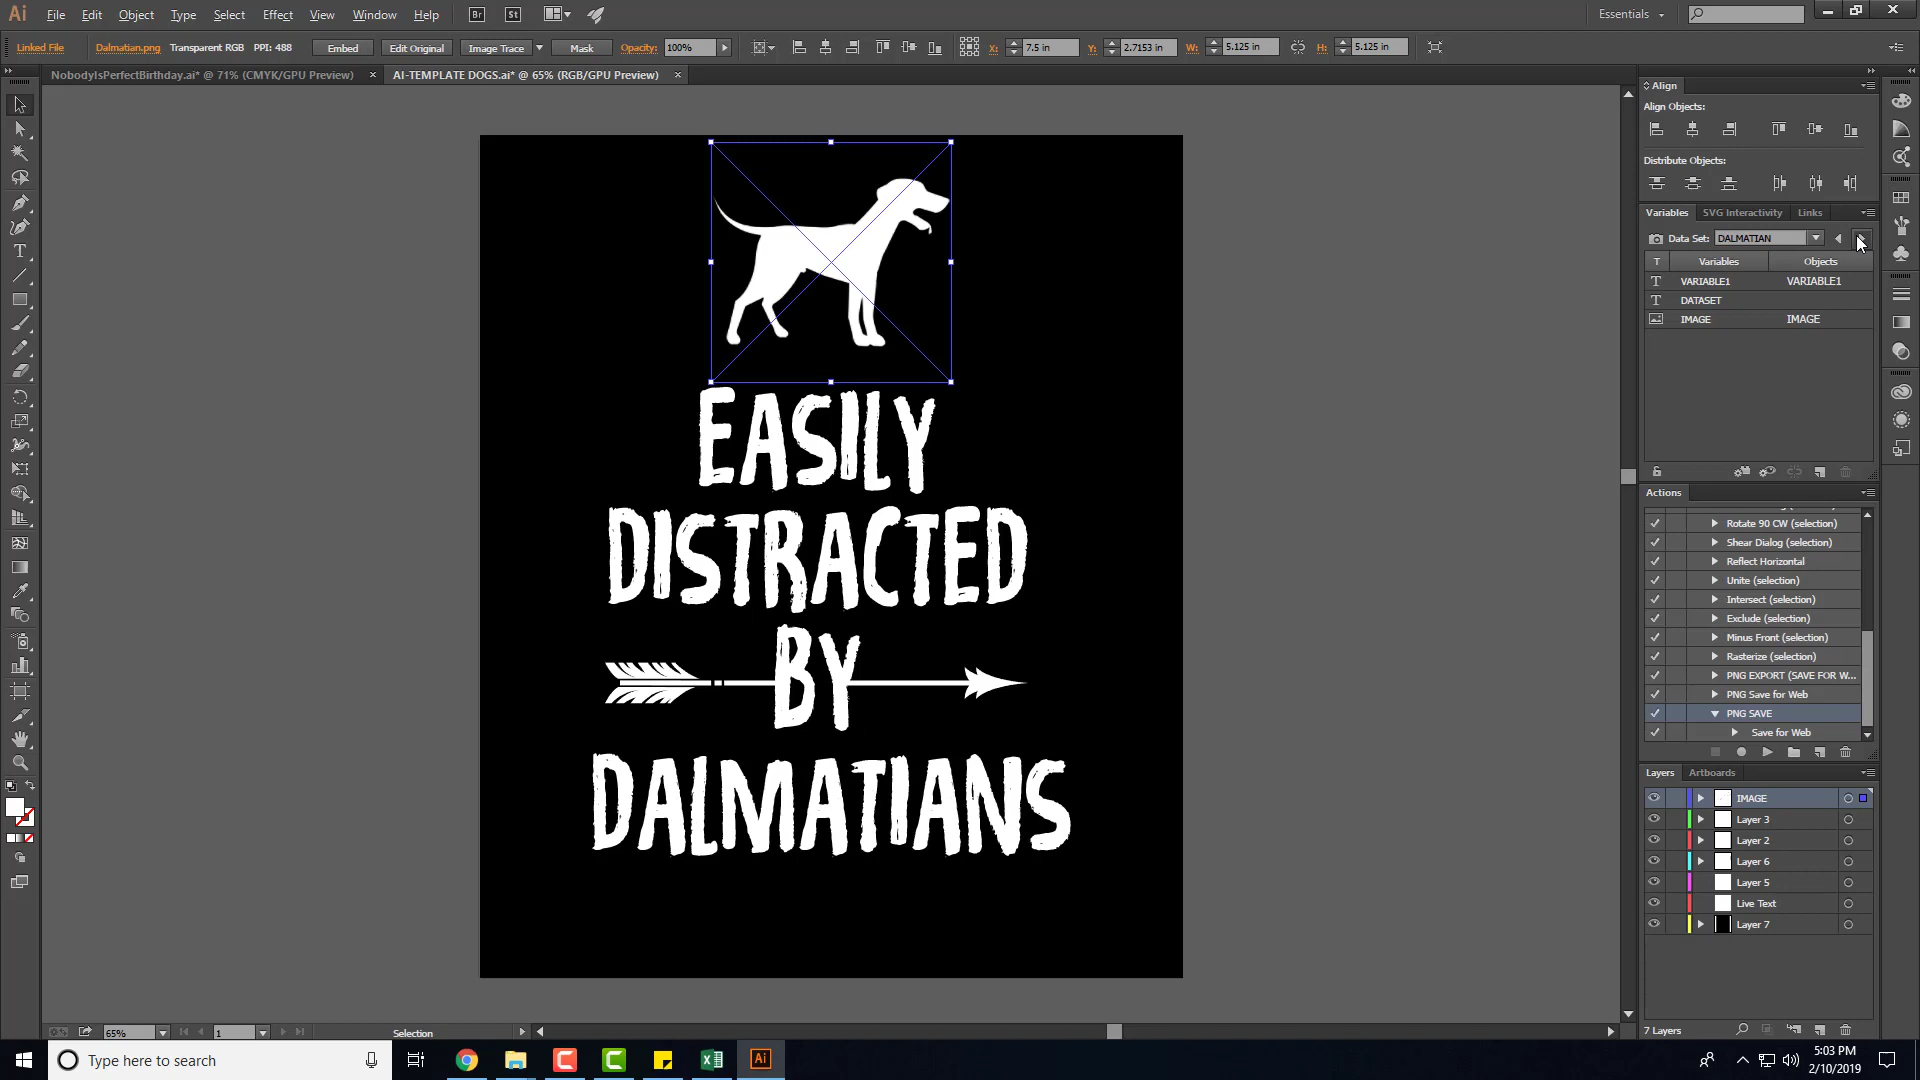 Ai File Edit Object Type Select Effect View Window Help Br St Essentials
Linked File Dalmatian.png Transparent RGB PPI: 488 Embed Edit Original Image Trace Mask Opacity: 100% X: 7.5 in Y: 2.7153 in W: 5.125 in H: 5.125 in
NobodyIsPerfectBirthday.ai* @ 71% (CMYK/GPU Preview) × AI-TEMPLATE DOGS.ai* @ 65% (RGB/GPU Preview) ×
Align
Align Objects:
Distribute Objects:
Variables SVG Interactivity Links
Data Set: DALMATIAN
T Variables Objects
T VARIABLE1 VARIABLE1
T DATASET
IMAGE IMAGE
EASILY
DISTRACTED
BY
DALMATIANS
Actions
Rotate 90 CW (selection)
Shear Dialog (selection)
Reflect Horizontal
Unite (selection)
Intersect (selection)
Exclude (selection)
Minus Front (selection)
Rasterize (selection)
PNG EXPORT (SAVE FOR W...
PNG Save for Web
PNG SAVE
Save for Web
Layers Artboards
IMAGE
Layer 3
Layer 2
Layer 6
Layer 5
Live Text
Layer 7
7 Layers
65% 1 Selection
Type here to search
Ai
5:03 PM
2/10/2019